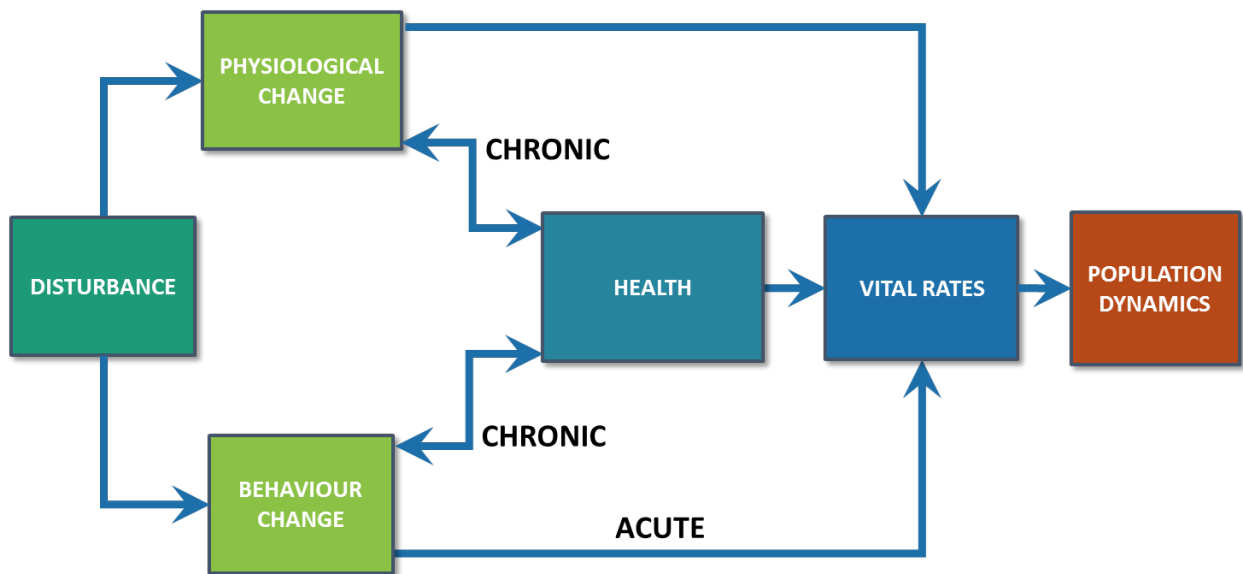 PHYSIOLOGICAL
CHANGE
CHRONIC
DISTURBANCE
HEALTH
VITAL RATES
POPULATION
DYNAMICS
CHRONIC
BEHAVIOUR
CHANGE
ACUTE